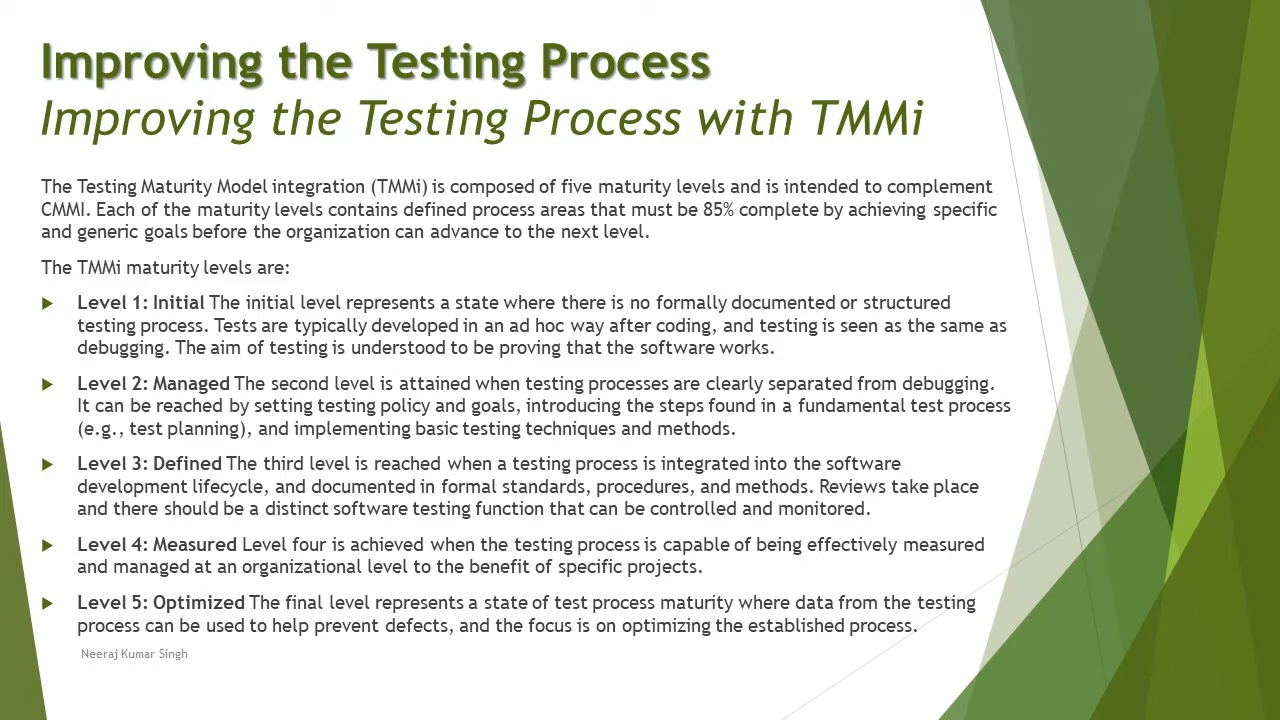 Improving the Testing Process
Improving the Testing Process with TMMi
The Testing Maturity Model integration (TMMi) is composed of five maturity levels and is intended to complement
CMMI. Each of the maturity levels contains defined process areas that must be 85% complete by achieving specific
and generic goals before the organization can advance to the next level.
The TMMi maturity levels are:
Level 1: Initial The initial level represents a state where there is no formally documented or structured
testing process. Tests are typically developed in an ad hoc way after coding, and testing is seen as the same as
debugging. The aim of testing is understood to be proving that the software works.
Level 2: Managed The second level is attained when testing processes are clearly separated from debugging.
It can be reached by setting testing policy and goals, introducing the steps found in a fundamental test process
(e.g., test planning), and implementing basic testing techniques and methods.
Level 3: Defined The third level is reached when a testing process is integrated into the software
development lifecycle, and documented in formal standards, procedures, and methods. Reviews take place
and there should be a distinct software testing function that can be controlled and monitored.
Level 4: Measured Level four is achieved when the testing process is capable of being effectively measured
and managed at an organizational level to the benefit of specific projects.
Level 5: Optimized The final level represents a state of test process maturity where data from the testing
process can be used to help prevent defects, and the focus is on optimizing the established process.
Neeraj Kumar Singh